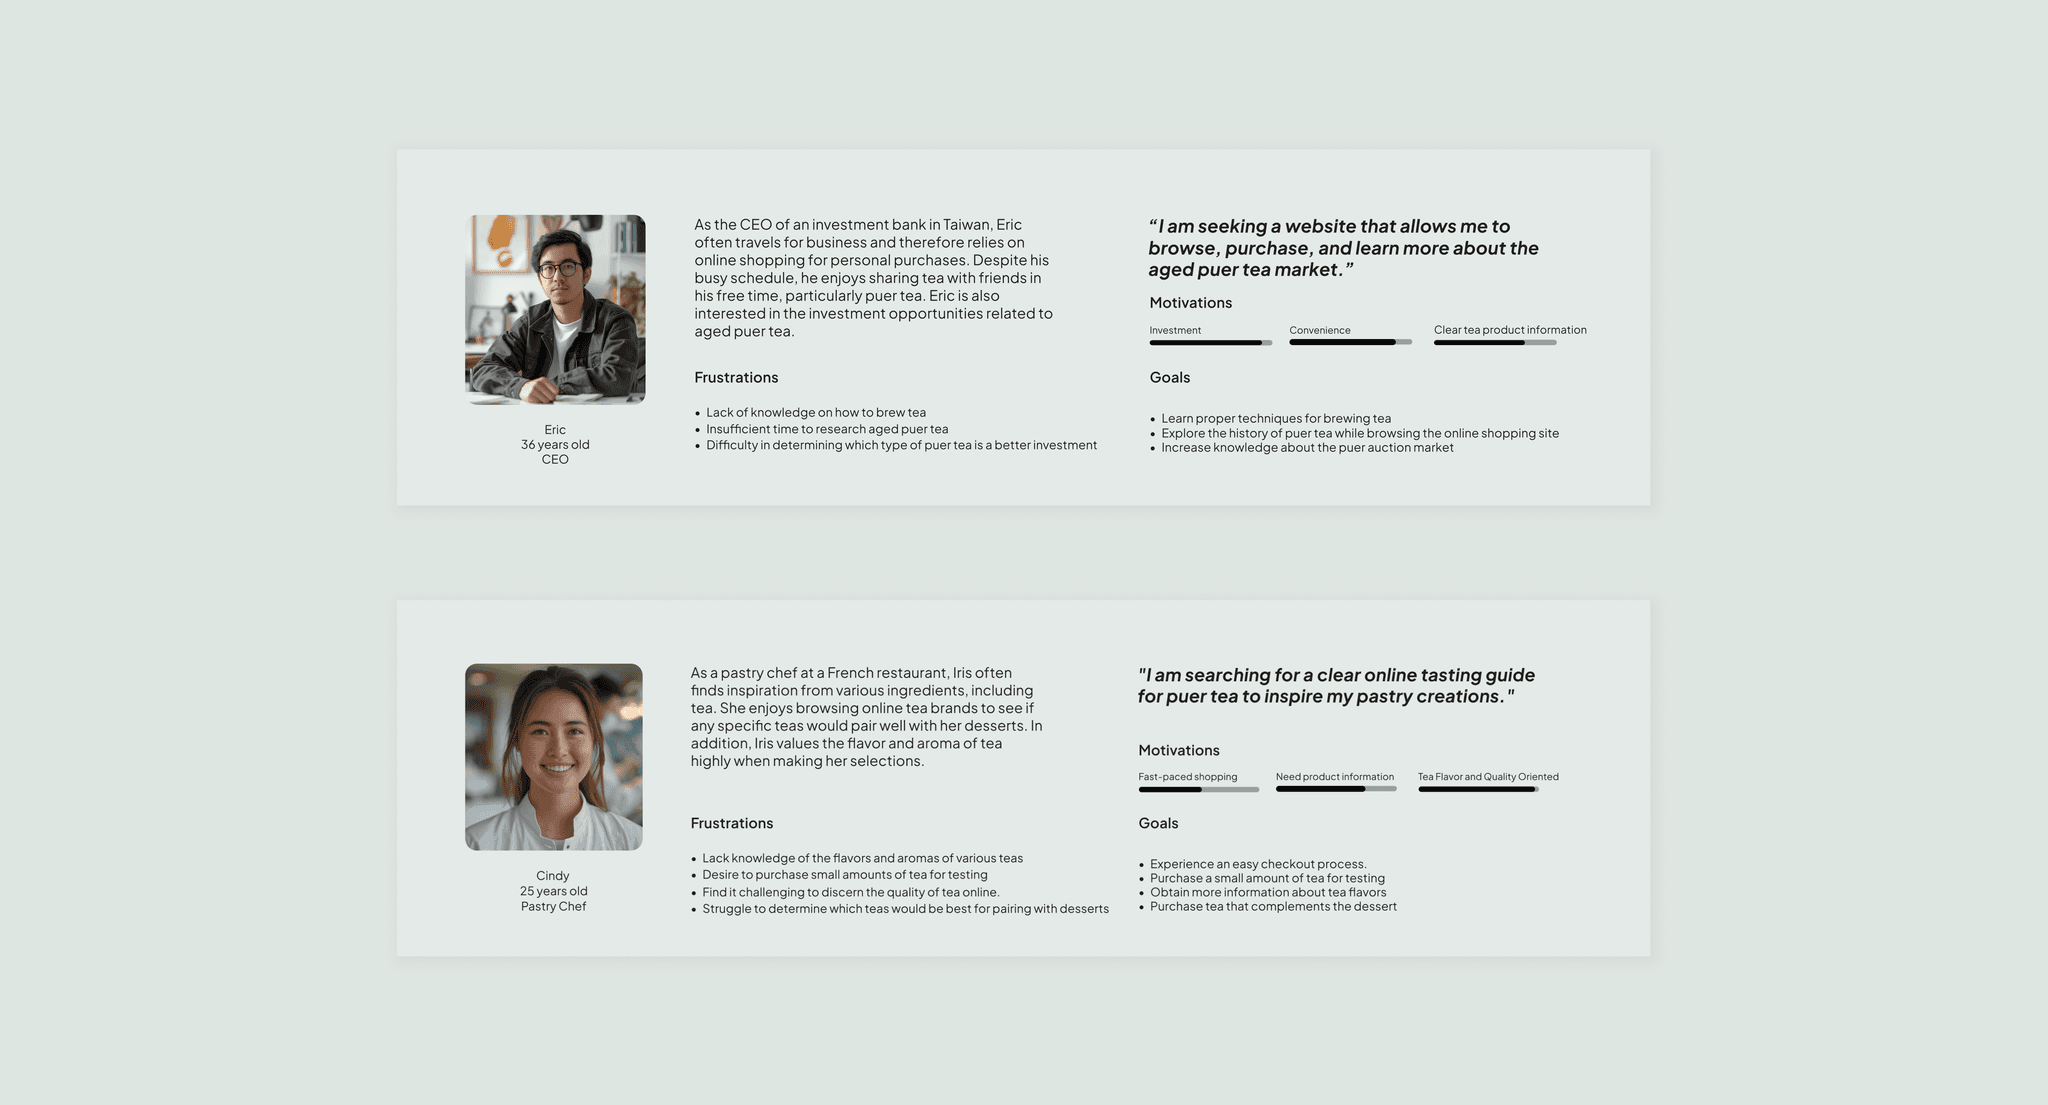 Eric
36 years old
CEO
As the CEO of an investment bank in Taiwan, Eric
often travels for business and therefore relies on
online shopping for personal purchases. Despite his
busy schedule, he enjoys sharing tea with friends in
his free time, particularly puer tea. Eric is also
interested in the investment opportunities related to
aged puer tea.
Frustrations
• Lack of knowledge on how to brew tea
• Insufficient time to research aged puer tea
• Difficulty in determining which type of puer tea is a better investment
“I am seeking a website that allows me to
browse, purchase, and learn more about the
aged puer tea market.”
Motivations
Investment
Convenience
Clear tea product information
Goals
• Learn proper techniques for brewing tea
• Explore the history of puer tea while browsing the online shopping site
• Increase knowledge about the puer auction market
Cindy
25 years old
Pastry Chef
As a pastry chef at a French restaurant, Iris often
finds inspiration from various ingredients, including
tea. She enjoys browsing online tea brands to see if
any specific teas would pair well with her desserts. In
addition, Iris values the flavor and aroma of tea
highly when making her selections.
Frustrations
• Lack knowledge of the flavors and aromas of various teas
• Desire to purchase small amounts of tea for testing
• Find it challenging to discern the quality of tea online.
• Struggle to determine which teas would be best for pairing with desserts
"I am searching for a clear online tasting guide
for puer tea to inspire my pastry creations."
Motivations
Fast-paced shopping
Need product information
Tea Flavor and Quality Oriented
Goals
• Experience an easy checkout process.
• Purchase a small amount of tea for testing
• Obtain more information about tea flavors
• Purchase tea that complements the dessert